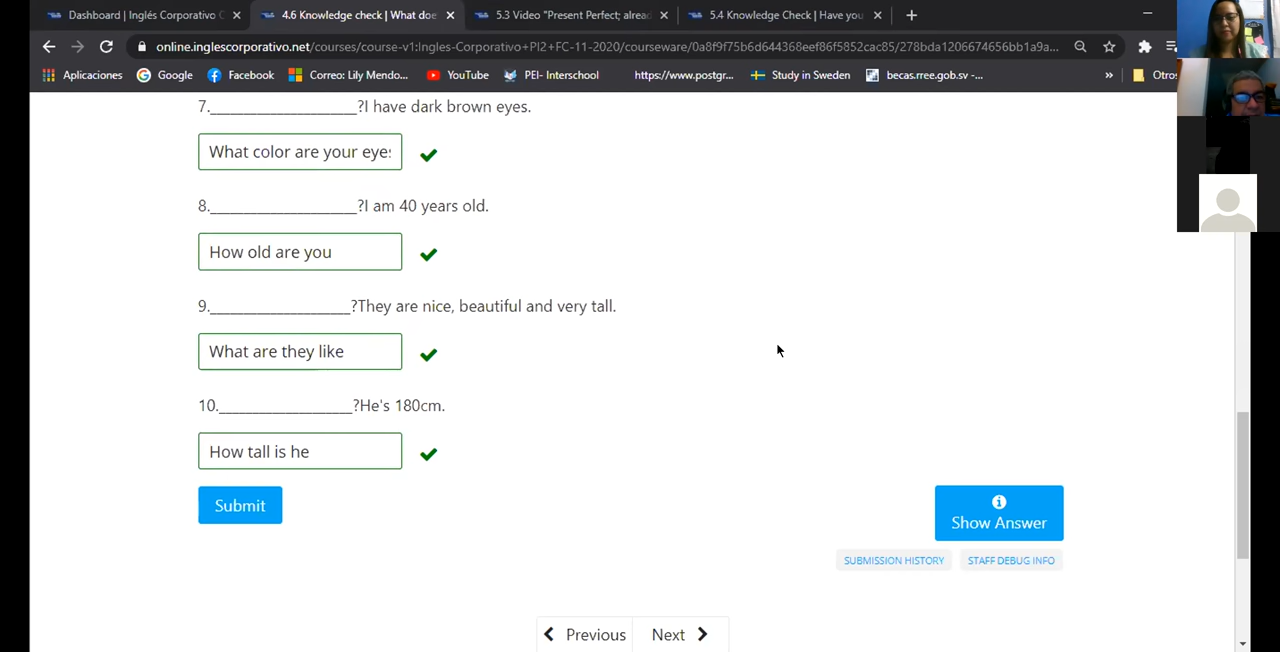 Dashboard | Inglés Corporativo C
4.6 Knowledge check | What doe
5.3 Video "Present Perfect; alread
5.4 Knowledge Check | Have you
online.inglescorporativo.net/courses/course-v1:Ingles-Corporativo+PI2+FC-11-2020/courseware/0a8f9f75b6d644368eef86f5852cac85/278bda1206674656bb1a9a...
Aplicaciones
Google
Facebook
Correo: Lily Mendo...
YouTube
PEI- Interschool
https://www.postgr...
Study in Sweden
becas.rree.gob.sv -...
»
Otros
7.____________________?I have dark brown eyes.
What color are your eyes
8.____________________?I am 40 years old.
How old are you
9.___________________?They are nice, beautiful and very tall.
What are they like
10.__________________?He's 180cm.
How tall is he
Submit
Show Answer
SUBMISSION HISTORY
STAFF DEBUG INFO
Previous
Next